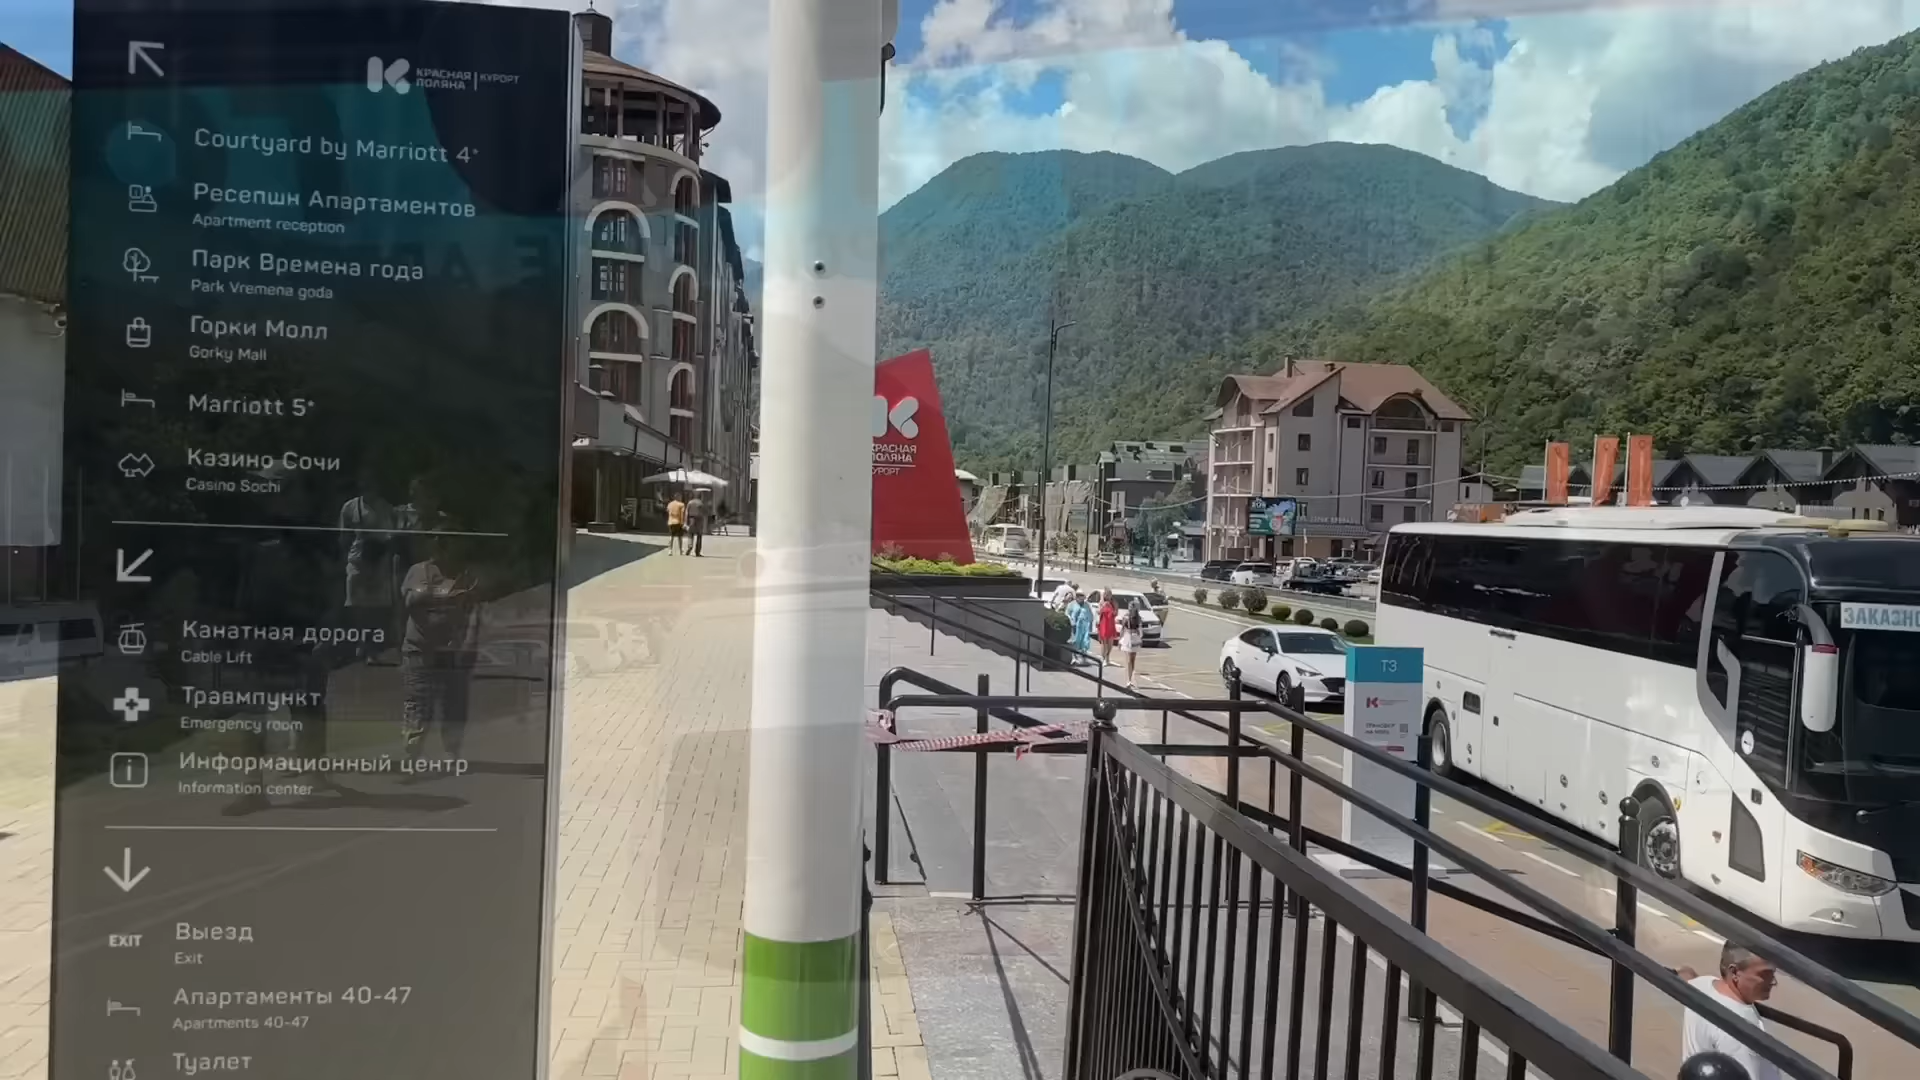 КРАСНАЯ
ПОЛЯНА
КУРОРТ
Courtyard by Marriott 4*
Ресепшн Апартаментов
Apartment reception
Парк Времена года
Park Vremena goda
Горки Молл
Gorky Mall
Marriott 5*
Казино Сочи
Casino Sochi
Канатная дорога
Cable Lift
Травмпункт
Emergency room
Информационный центр
Information center
EXIT
Выезд
Exit
Апартаменты 40-47
Apartments 40-47
Туалет
КРАСНАЯ
ПОЛЯНА
КУРОРТ
T3
ЗАКАЗНО